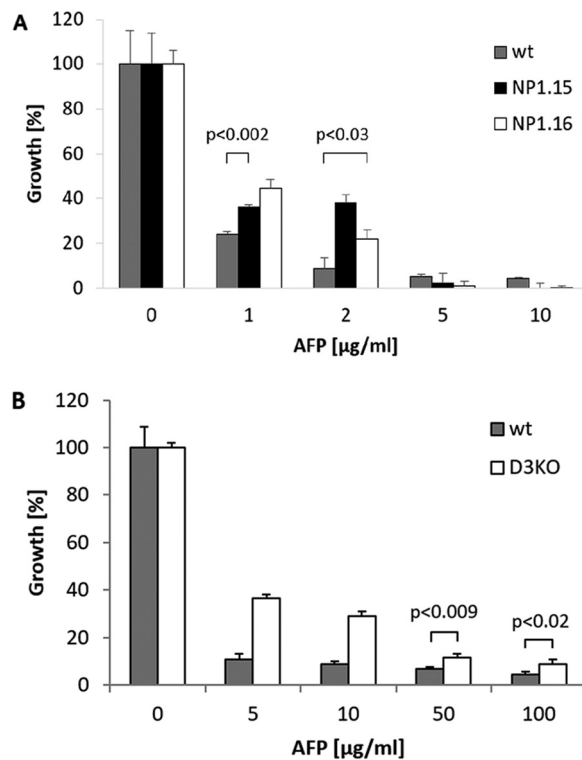 A
120
100
80
60
40
20
0
Growth [%]
wt
NP1.15
NP1.16
p<0.002
p<0.03
0 1 2 5 10
AFP [µg/ml]
B
120
100
80
60
40
20
0
Growth [%]
wt
D3KO
p<0.009
p<0.02
0 5 10 50 100
AFP [µg/ml]